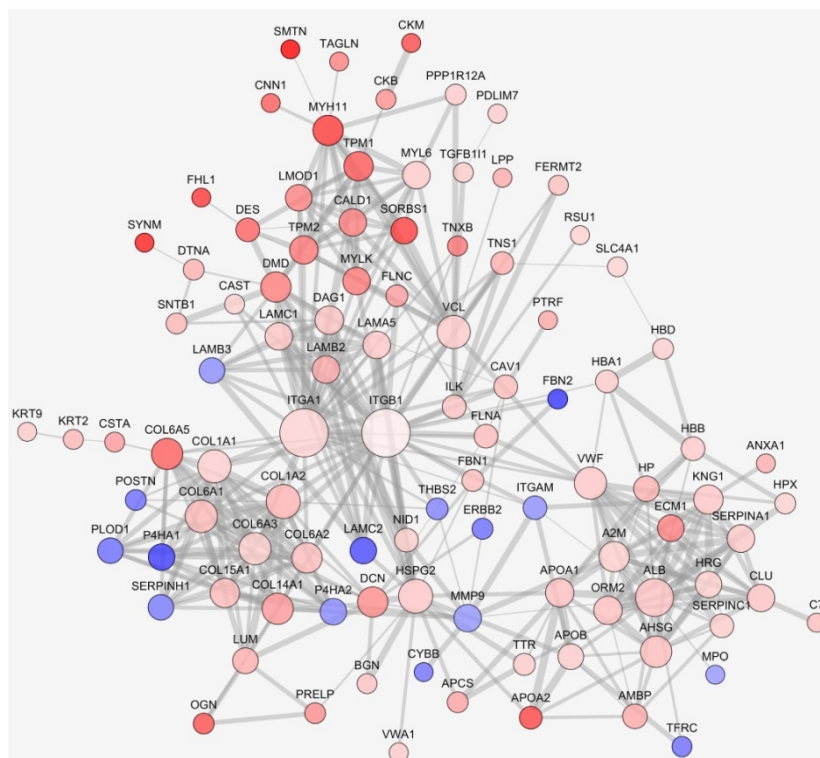 SMTN
CKM
TAGLN
CKB
PPP1R12A
CNN1
MYH11
PDLIM7
TPM1
MYL6
TGFB1I1
LPP
FERMT2
LMOD1
FHL1
DES
CALD1
SORBS1
TNXB
RSU1
SYNM
TPM2
TNS1
SLC4A1
DTNA
DMD
MYLK
FLNC
CAST
DAG1
VCL
PTRF
SNTB1
LAMC1
LAMA5
HBD
LAMB3
LAMB2
CAV1
HBA1
ITGA1
ITGB1
ILK
FBN2
KRT9
KRT2
CSTA
COL6A5
COL1A1
FLNA
HBB
ANXA1
POSTN
COL1A2
FBN1
VWF
HP
KNG1
HPX
COL6A1
THBS2
ITGAM
ECM1
PLOD1
P4HA1
COL6A3
COL6A2
LAMC2
NID1
ERBB2
A2M
SERPINA1
SERPINH1
COL15A1
COL14A1
P4HA2
DCN
HSPG2
MMP9
APOA1
ORM2
ALB
HRG
CLU
SERPINC1
C7
LUM
BGN
CYBB
TTR
APOB
AHSG
MPO
OGN
PRELP
APCS
APOA2
AMBP
TFRC
VWA1